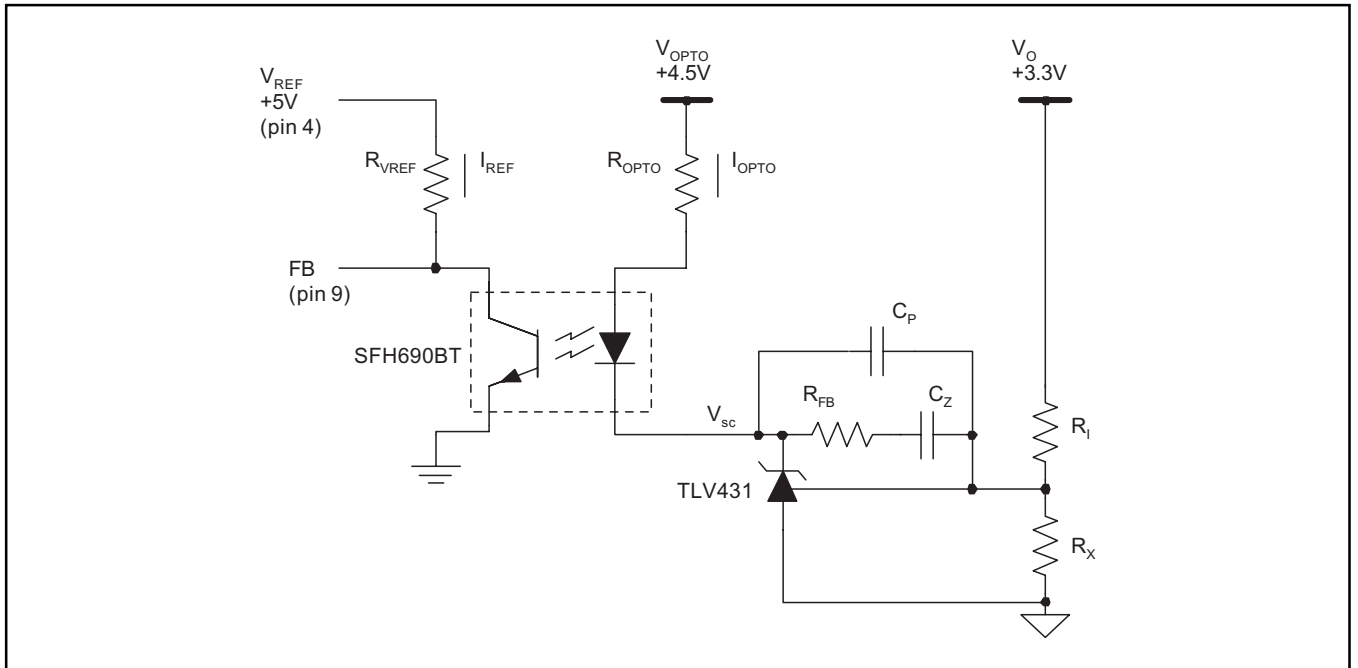 V_REF
+5V
(pin 4)
R_VREF
I_REF
V_OPTO
+4.5V
R_OPTO
I_OPTO
V_O
+3.3V
FB
(pin 9)
SFH690BT
V_sc
C_P
R_FB
C_Z
R_I
TLV431
R_X